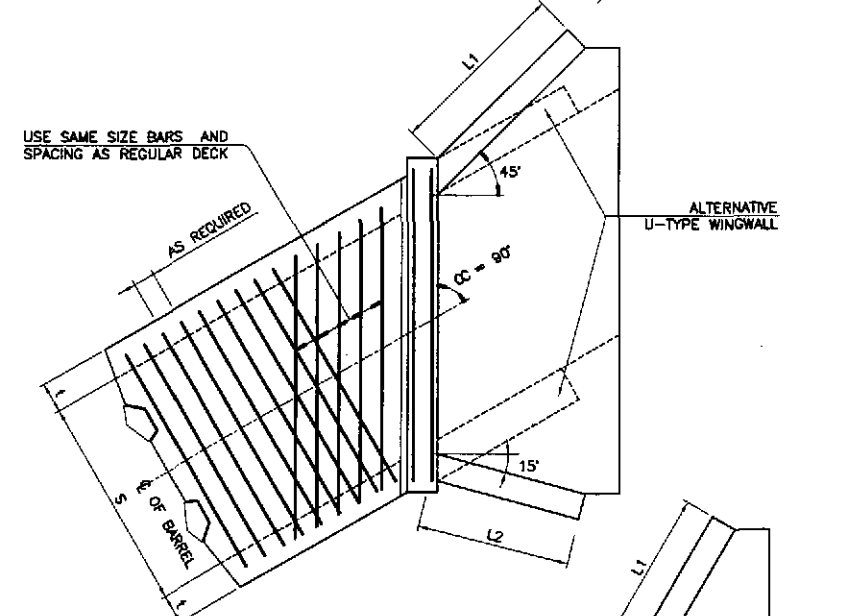 L1
USE SAME SIZE BARS AND
SPACING AS REGULAR DECK
45°
AS REQUIRED
ALTERNATIVE
U-TYPE WINGWALL
α = 90°
t
S
℄ OF BARREL
15°
L2
t
L1